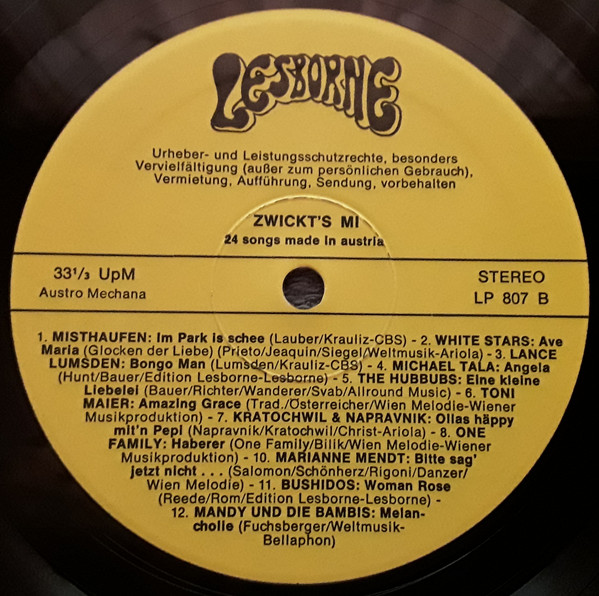 LESBORNE
Urheber- und Leistungsschutzrechte, besonders
Vervielfältigung (außer zum persönlichen Gebrauch),
Vermietung, Aufführung, Sendung, vorbehalten
ZWICKT'S MI
24 songs made in austria
33 1/3 UpM
Austro Mechana
STEREO
LP 807 B
1. MISTHAUFEN: Im Park is schee (Lauber/Krauliz-CBS) - 2. WHITE STARS: Ave
Maria (Glocken der Liebe) (Prieto/Jeaquin/Siegel/Weltmusik-Ariola) - 3. LANCE
LUMSDEN: Bongo Man (Lumsden/Krauliz-CBS) - 4. MICHAEL TALA: Angela
(Hunt/Bauer/Edition Lesborne-Lesborne) - 5. THE HUBBUBS: Eine kleine
Liebelei (Bauer/Richter/Wanderer/Svab/Allround Music) - 6. TONI
MAIER: Amazing Grace (Trad./Österreicher/Wien Melodie-Wiener
Musikproduktion) - 7. KRATOCHWIL & NAPRAVNIK: Ollas häppy
mit'n Pepi (Napravnik/Kratochwil/Christ-Ariola) - 8. ONE
FAMILY: Haberer (One Family/Bilik/Wien Melodie-Wiener
Musikproduktion) - 10. MARIANNE MENDT: Bitte sag'
jetzt nicht . . . (Salomon/Schönherz/Rigoni/Danzer/
Wien Melodie) - 11. BUSHIDOS: Woman Rose
(Reede/Rom/Edition Lesborne-Lesborne) -
12. MANDY UND DIE BAMBIS: Melan-
cholie (Fuchsberger/Weltmusik-
Bellaphon)